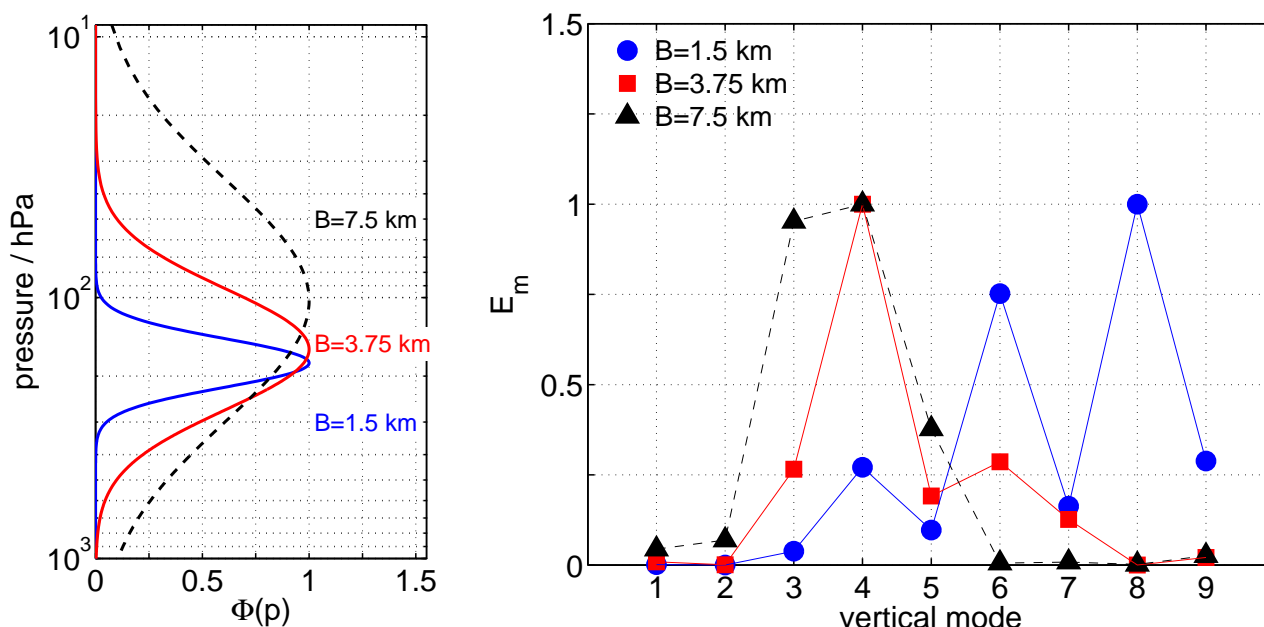 pressure / hPa
10¹
10²
10³
B=7.5 km
B=3.75 km
B=1.5 km
0 0.5 1 1.5
Φ(p)
E_m
1.5
1
0.5
0
B=1.5 km
B=3.75 km
B=7.5 km
1 2 3 4 5 6 7 8 9
vertical mode